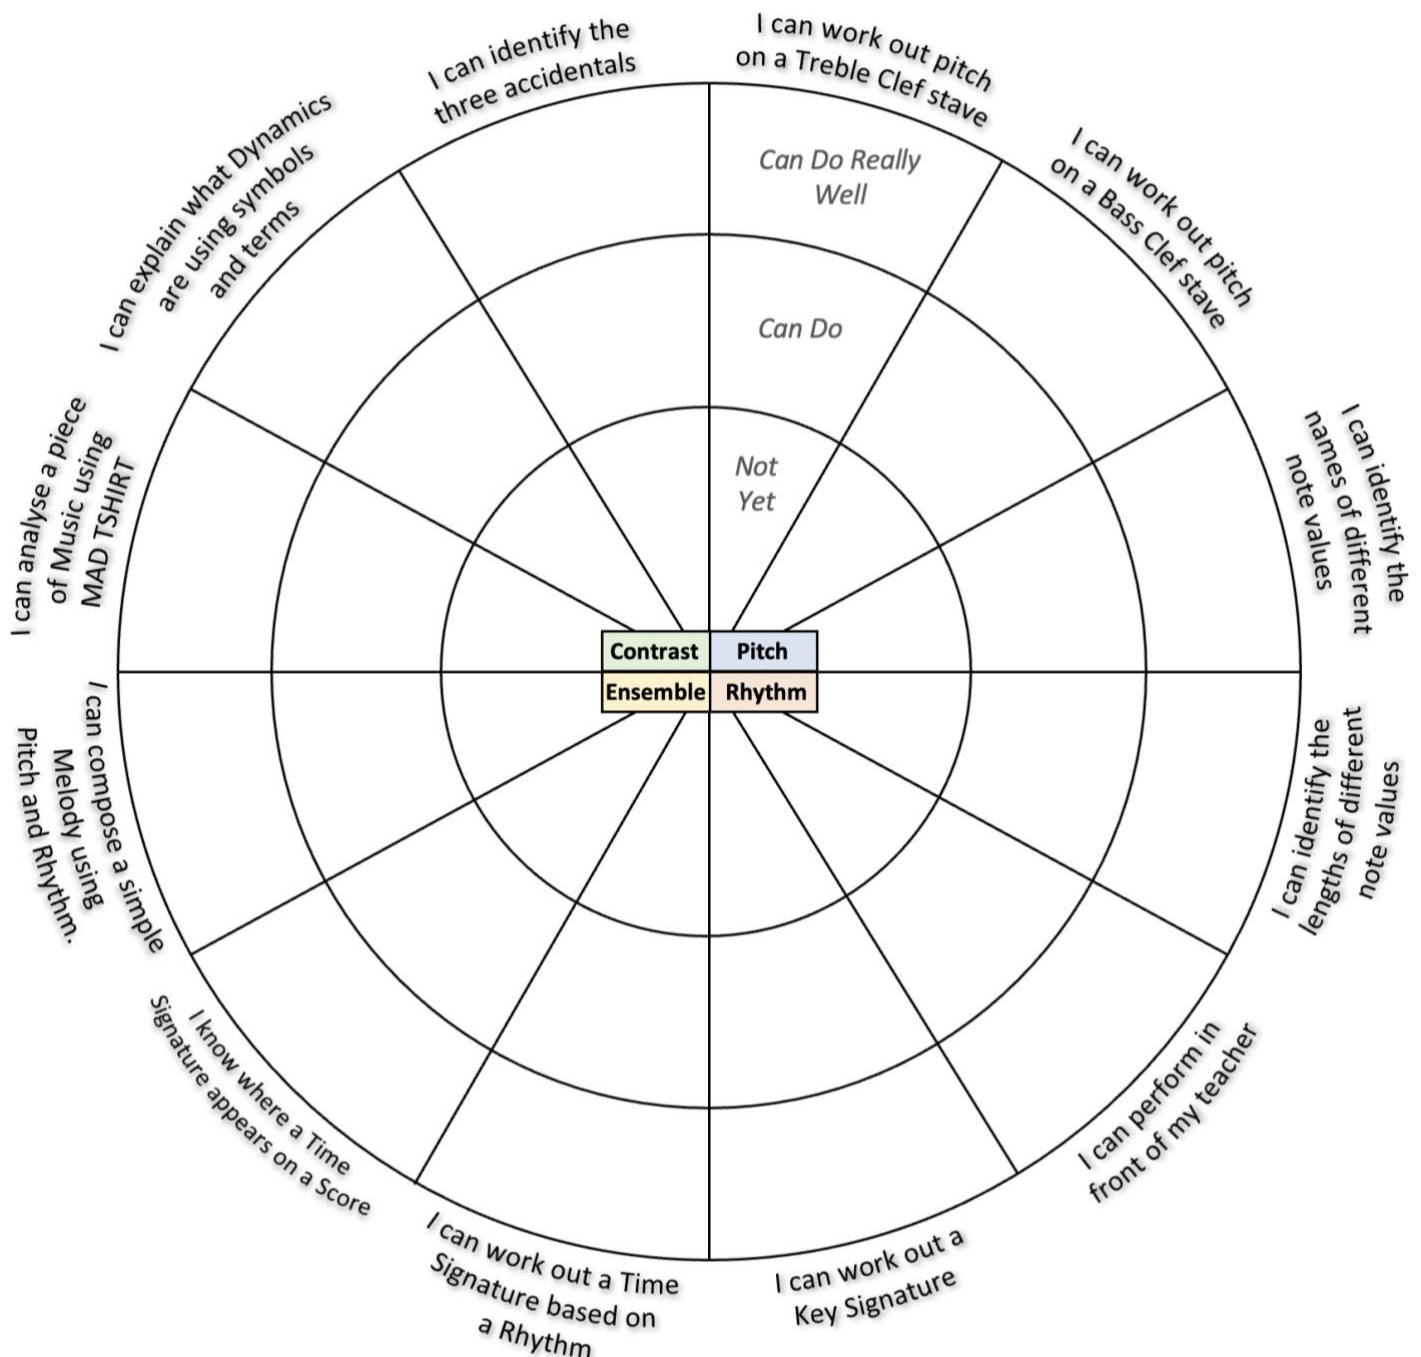 I can work out pitch
on a Treble Clef stave
I can work out pitch
on a Bass Clef stave
I can identify the
names of different
note values
I can identify the
lengths of different
note values
I can perform in
front of my teacher
I can work out a
Key Signature
I can work out a Time
Signature based on
a Rhythm
I know where a Time
Signature appears on a Score
I can compose a simple
Melody using
Pitch and Rhythm.
I can analyse a piece
of Music using
MAD TSHIRT
I can explain what Dynamics
are using symbols
and terms
I can identify the
three accidentals
Can Do Really
Well
Can Do
Not
Yet
Contrast
Pitch
Ensemble
Rhythm